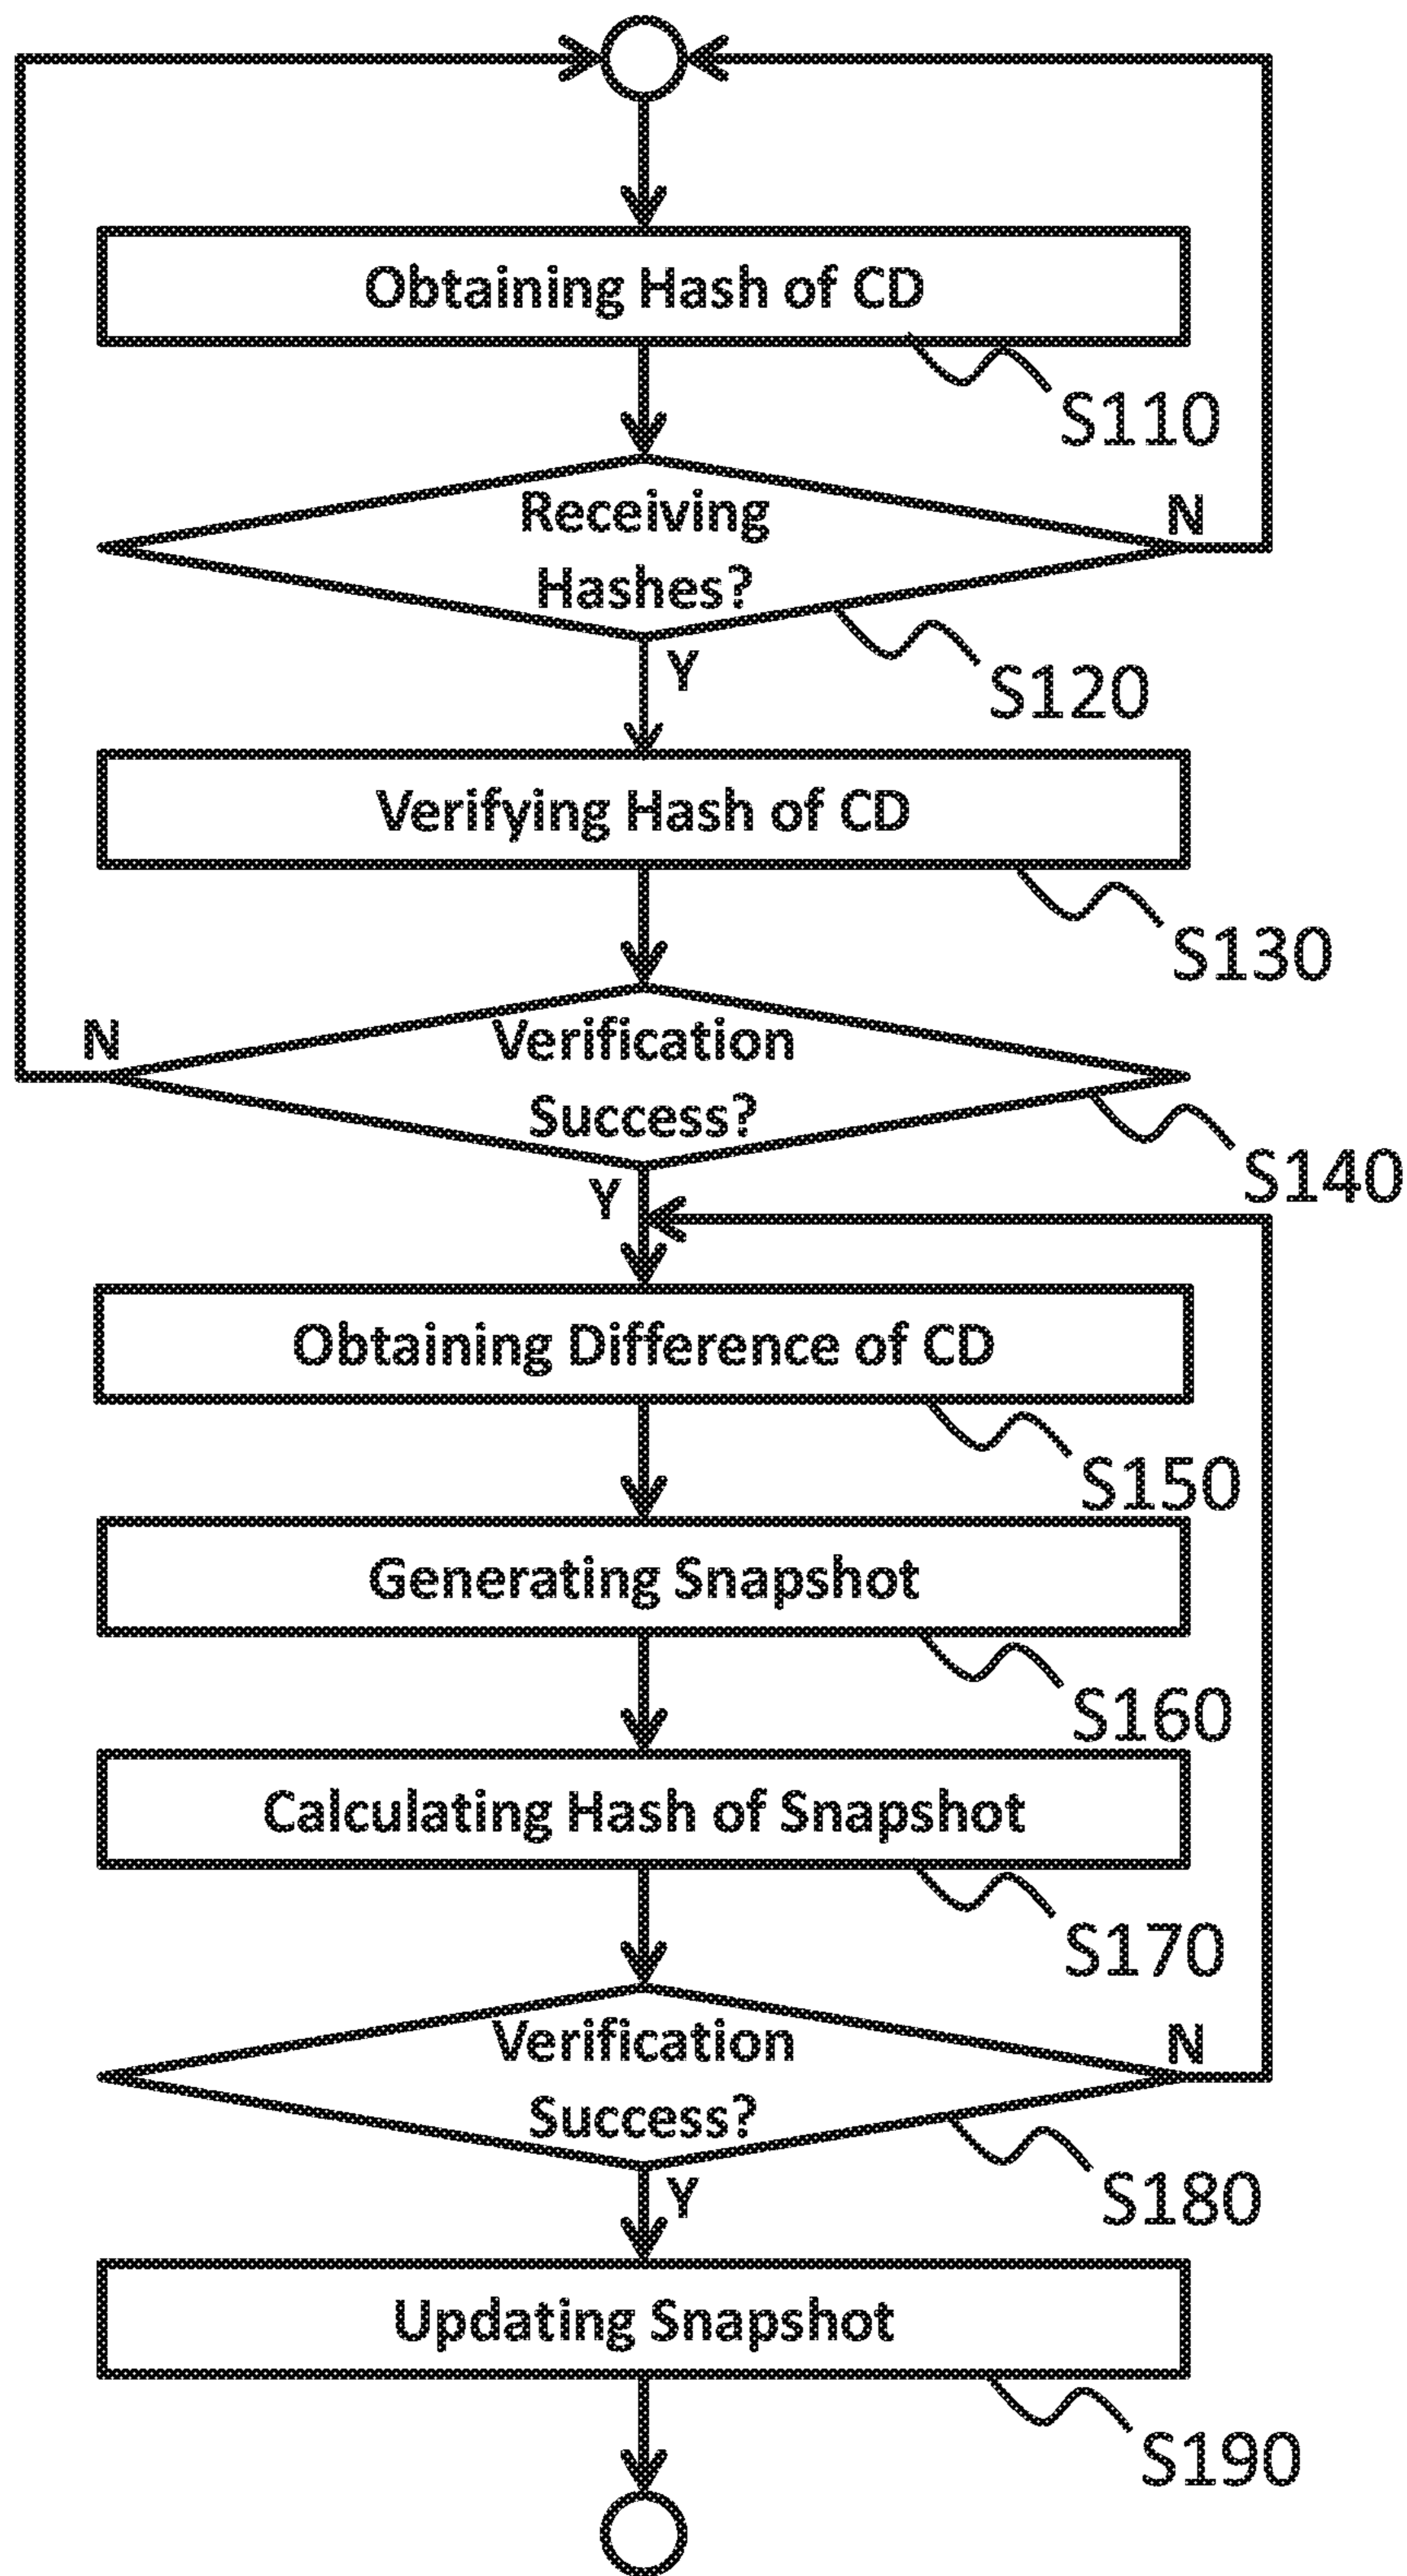 Obtaining Hash of CD
S110
Receiving
Hashes?
N
Y
S120
Verifying Hash of CD
S130
Verification
Success?
N
Y
S140
Obtaining Difference of CD
S150
Generating Snapshot
S160
Calculating Hash of Snapshot
S170
Verification
Success?
N
Y
S180
Updating Snapshot
S190